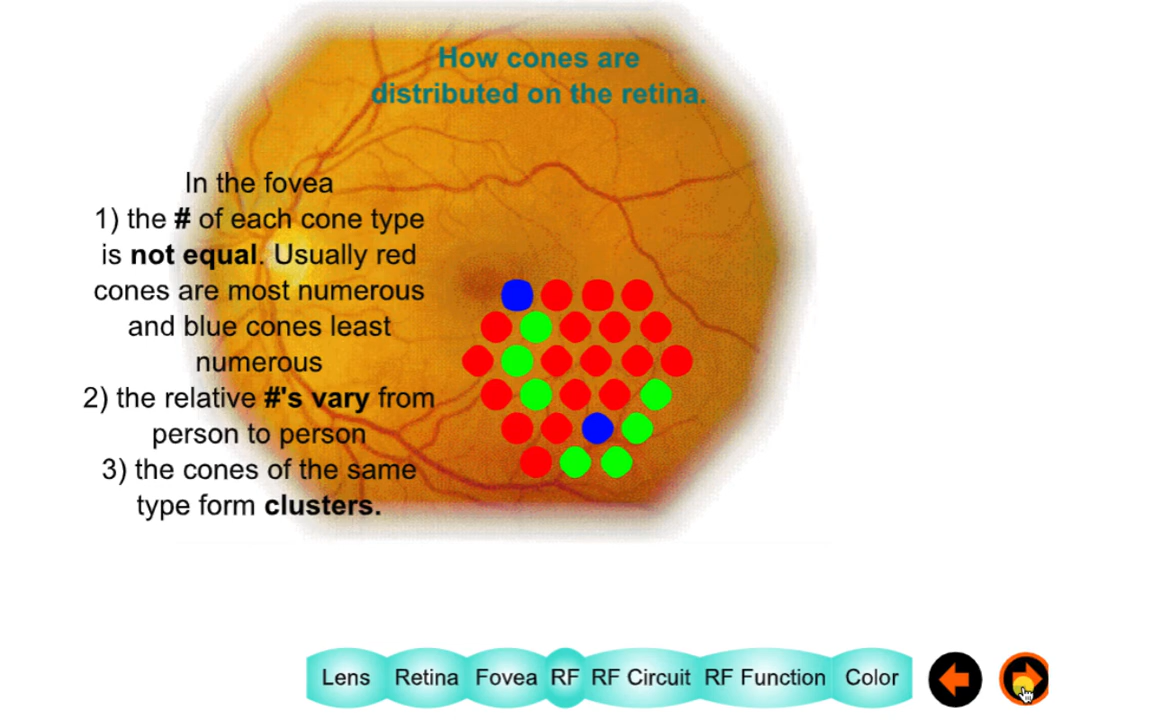 How cones are
distributed on the retina.
In the fovea
1) the # of each cone type
is not equal. Usually red
cones are most numerous
and blue cones least
numerous
2) the relative #'s vary from
person to person
3) the cones of the same
type form clusters.
Lens Retina Fovea RF RF Circuit RF Function Color